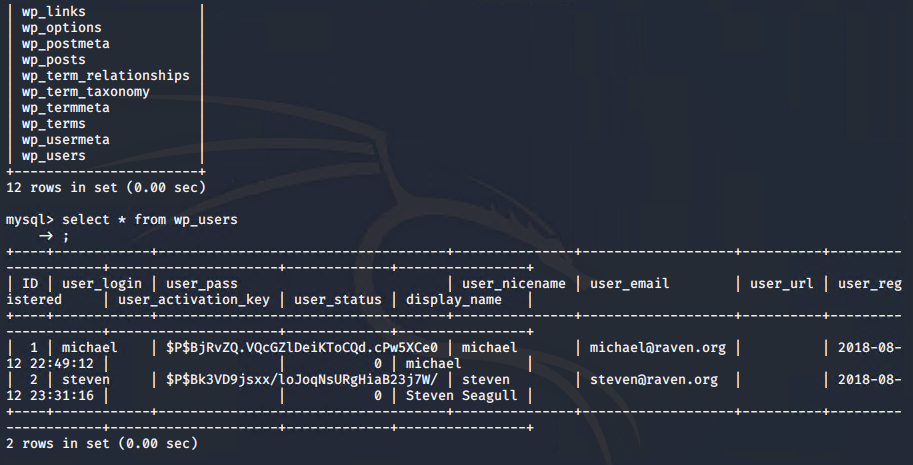 | wp_links              |
| wp_options            |
| wp_postmeta           |
| wp_posts              |
| wp_term_relationships |
| wp_term_taxonomy      |
| wp_termmeta           |
| wp_terms              |
| wp_usermeta           |
| wp_users              |
+-----------------------+
12 rows in set (0.00 sec)

mysql> select * from wp_users
    → ;
+----+------------+------------------------------------+---------------+-------------------+----------+---------
------------+---------------------+-------------+----------------+
| ID | user_login | user_pass                          | user_nicename | user_email        | user_url | user_reg
istered     | user_activation_key | user_status | display_name   |
+----+------------+------------------------------------+---------------+-------------------+----------+---------
------------+---------------------+-------------+----------------+
|  1 | michael    | $P$BjRvZQ.VQcGZlDeiKToCQd.cPw5XCe0 | michael       | michael@raven.org |          | 2018-08-
12 22:49:12 |                     |           0 | michael        |
|  2 | steven     | $P$Bk3VD9jsxx/loJoqNsURgHiaB23j7W/ | steven        | steven@raven.org  |          | 2018-08-
12 23:31:16 |                     |           0 | Steven Seagull |
+----+------------+------------------------------------+---------------+-------------------+----------+---------
------------+---------------------+-------------+----------------+
2 rows in set (0.00 sec)